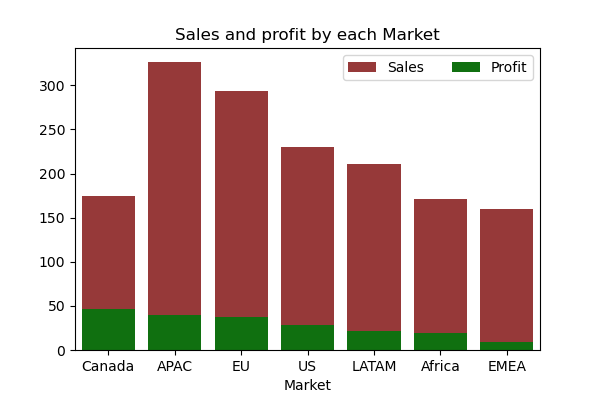 Sales and profit by each Market
Sales Profit
300
250
200
150
100
50
0
Canada APAC EU US LATAM Africa EMEA
Market